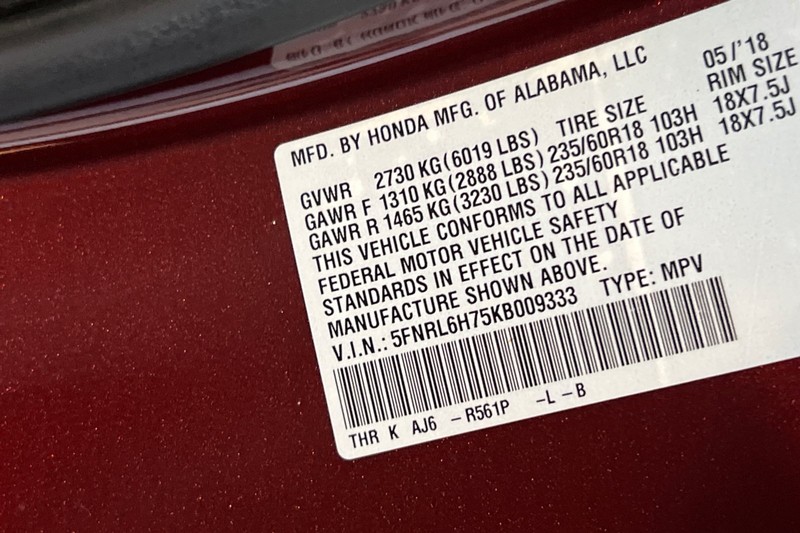 MFD. BY HONDA MFG. OF ALABAMA, LLC 05/'18
GVWR 2730 KG (6019 LBS) TIRE SIZE RIM SIZE
GAWR F 1310 KG (2888 LBS) 235/60R18 103H 18X7.5J
GAWR R 1465 KG (3230 LBS) 235/60R18 103H 18X7.5J
THIS VEHICLE CONFORMS TO ALL APPLICABLE
FEDERAL MOTOR VEHICLE SAFETY
STANDARDS IN EFFECT ON THE DATE OF
MANUFACTURE SHOWN ABOVE.
V.I.N.: 5FNRL6H75KB009333 TYPE: MPV
THR K AJ6 –R561P –L –B